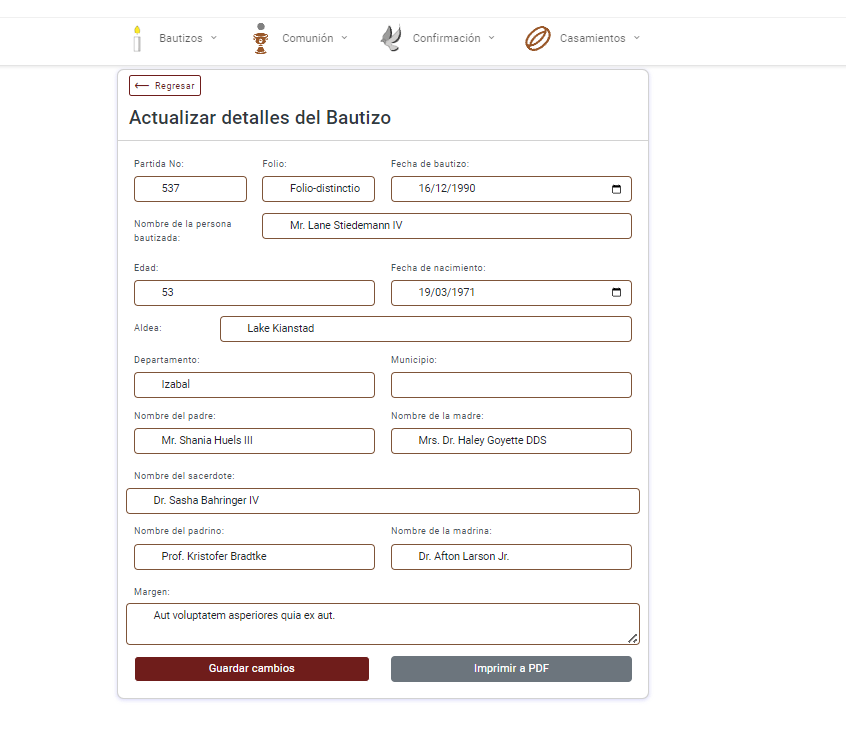 Bautizos Comunión Confirmación Casamientos
Regresar
Actualizar detalles del Bautizo
Partida No: Folio: Fecha de bautizo:
537 Folio-distinctio 16/12/1990
Nombre de la persona
bautizada:
Mr. Lane Stiedemann IV
Edad: Fecha de nacimiento:
53 19/03/1971
Aldea: Lake Kianstad
Departamento: Municipio:
Izabal
Nombre del padre: Nombre de la madre:
Mr. Shania Huels III Mrs. Dr. Haley Goyette DDS
Nombre del sacerdote:
Dr. Sasha Bahringer IV
Nombre del padrino: Nombre de la madrina:
Prof. Kristofer Bradtke Dr. Afton Larson Jr.
Margen:
Aut voluptatem asperiores quia ex aut.
Guardar cambios Imprimir a PDF